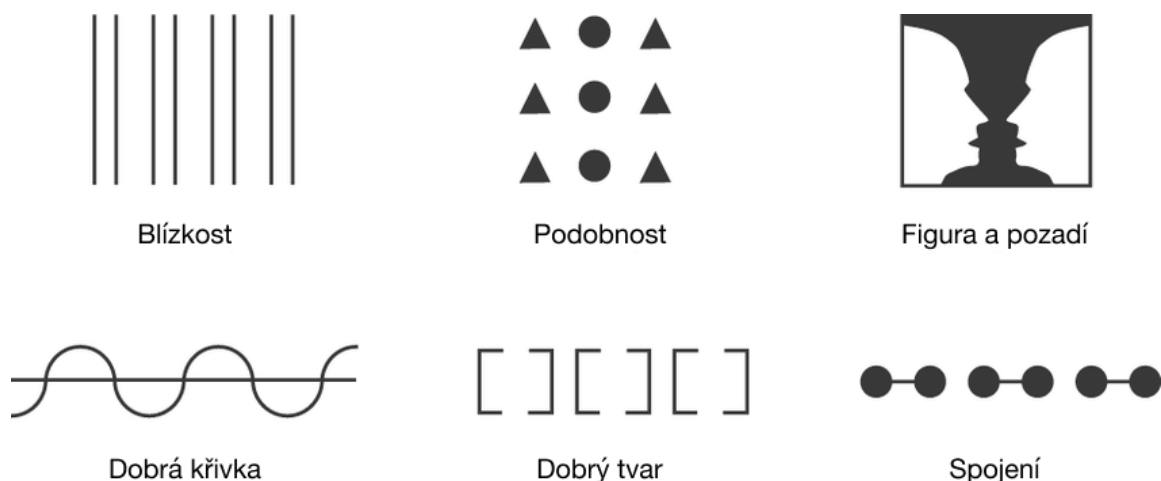 Blízkost
Podobnost
Figura a pozadí
Dobrá křivka
Dobrý tvar
Spojení